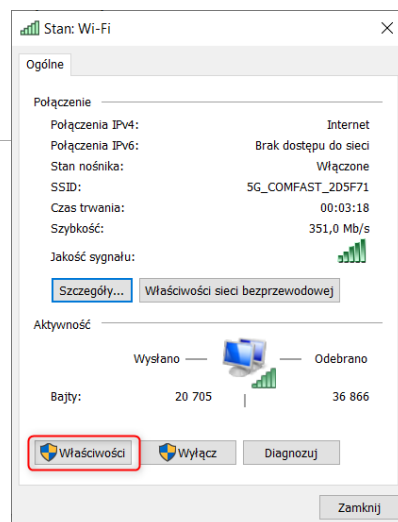 Stan: Wi-Fi
Ogólne
Połączenie
Połączenia IPv4: Internet
Połączenia IPv6: Brak dostępu do sieci
Stan nośnika: Włączone
SSID: 5G_COMFAST_2D5F71
Czas trwania: 00:03:18
Szybkość: 351,0 Mb/s
Jakość sygnału:
Szczegóły... Właściwości sieci bezprzewodowej
Aktywność
Wysłano Odebrano
Bajty: 20 705 36 866
Właściwości Wyłącz Diagnozuj
Zamknij